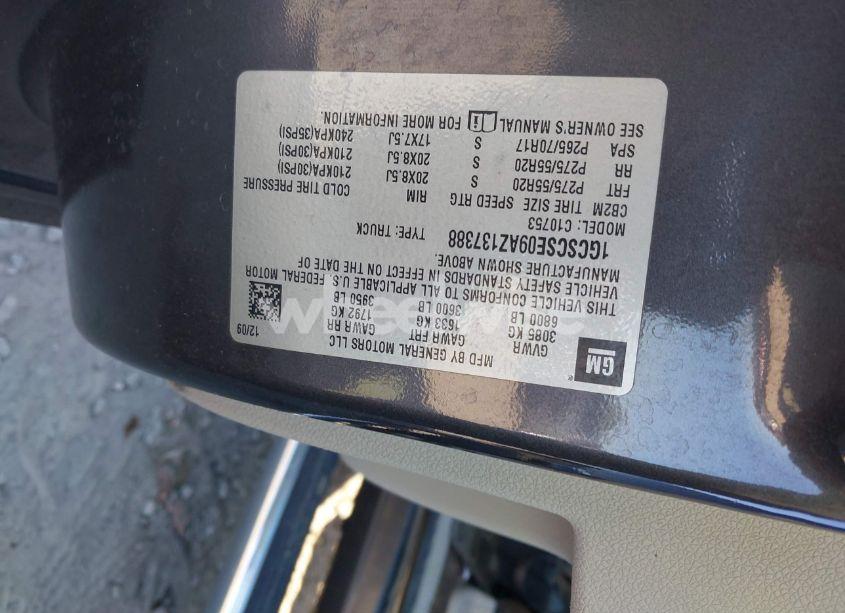 GM
®
MFD BY GENERAL MOTORS LLC 12/09
GVWR GAWR FRT GAWR RR
3085 KG 1633 KG 1792 KG
6800 LB 3600 LB 3950 LB
THIS VEHICLE CONFORMS TO ALL APPLICABLE U.S. FEDERAL MOTOR
VEHICLE SAFETY STANDARDS IN EFFECT ON THE DATE OF
MANUFACTURE SHOWN ABOVE.
1GCSCSE09AZ137388 TYPE: TRUCK
MODEL: C10753
CB2M TIRE SIZE SPEED RTG RIM COLD TIRE PRESSURE
FRT P275/55R20 S 20X8.5J 210KPA(30PSI)
RR P275/55R20 S 20X8.5J 210KPA(30PSI)
SPA P265/70R17 S 17X7.5J 240KPA(35PSI)
SEE OWNER'S MANUAL FOR MORE INFORMATION.